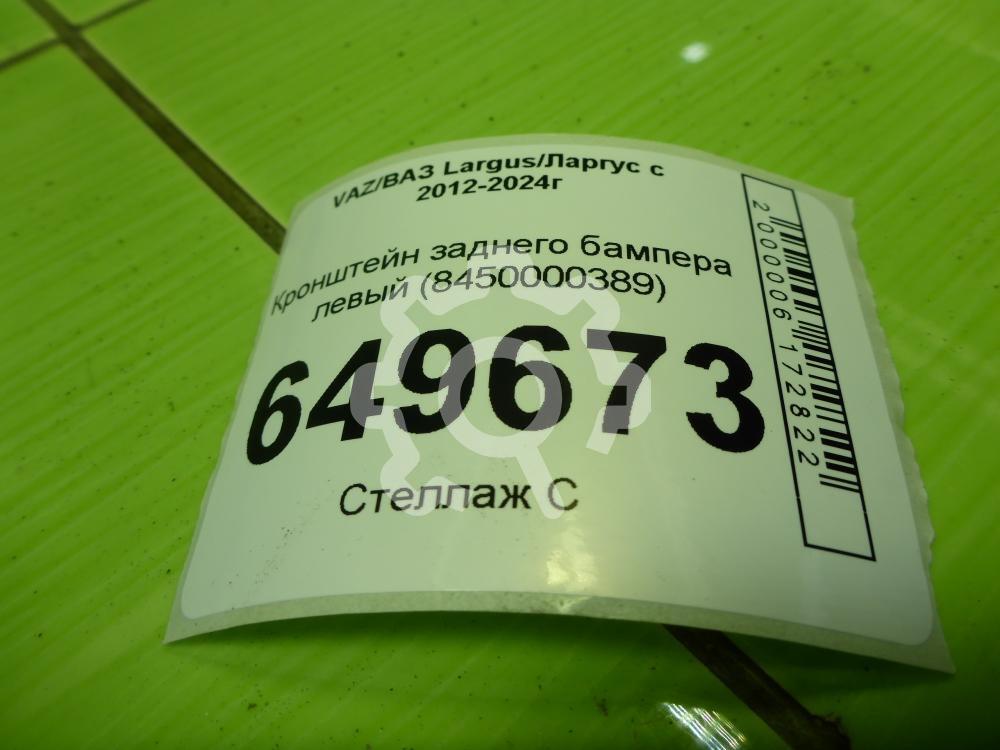 VAZ/ВАЗ Largus/Ларгус с
2012-2024г
Кронштейн заднего бампера
левый (8450000389)
649673
Стеллаж С
2000006172822